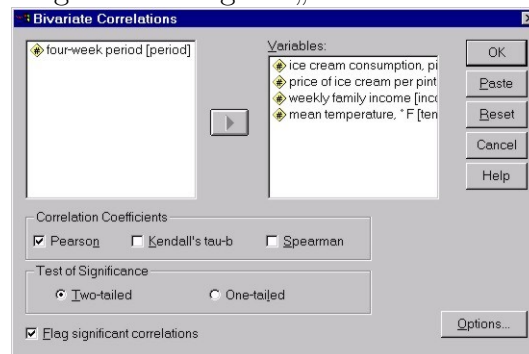 Bivariate Correlations
four-week period [period]
Variables:
ice cream consumption, pi
price of ice cream per pint
weekly family income [inco
mean temperature, ° F [ten
OK
Paste
Reset
Cancel
Help
Correlation Coefficients
Pearson Kendall's tau-b Spearman
Test of Significance
Two-tailed One-tailed
Flag significant correlations
Options...